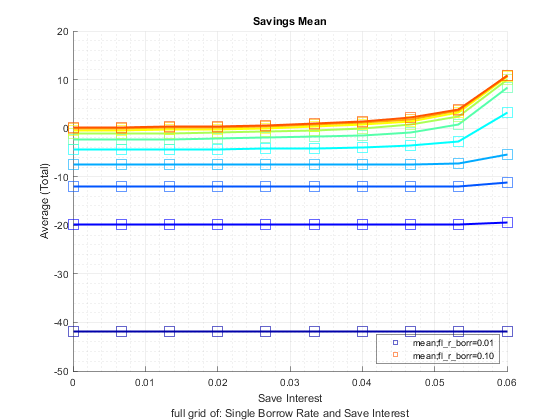 Savings Mean
20
10
0
-10
-20
-30
-40
-50
Average (Total)
0
0.01
0.02
0.03
0.04
0.05
0.06
mean;fl_r_borr=0.01
mean;fl_r_borr=0.10
Save Interest
full grid of: Single Borrow Rate and Save Interest